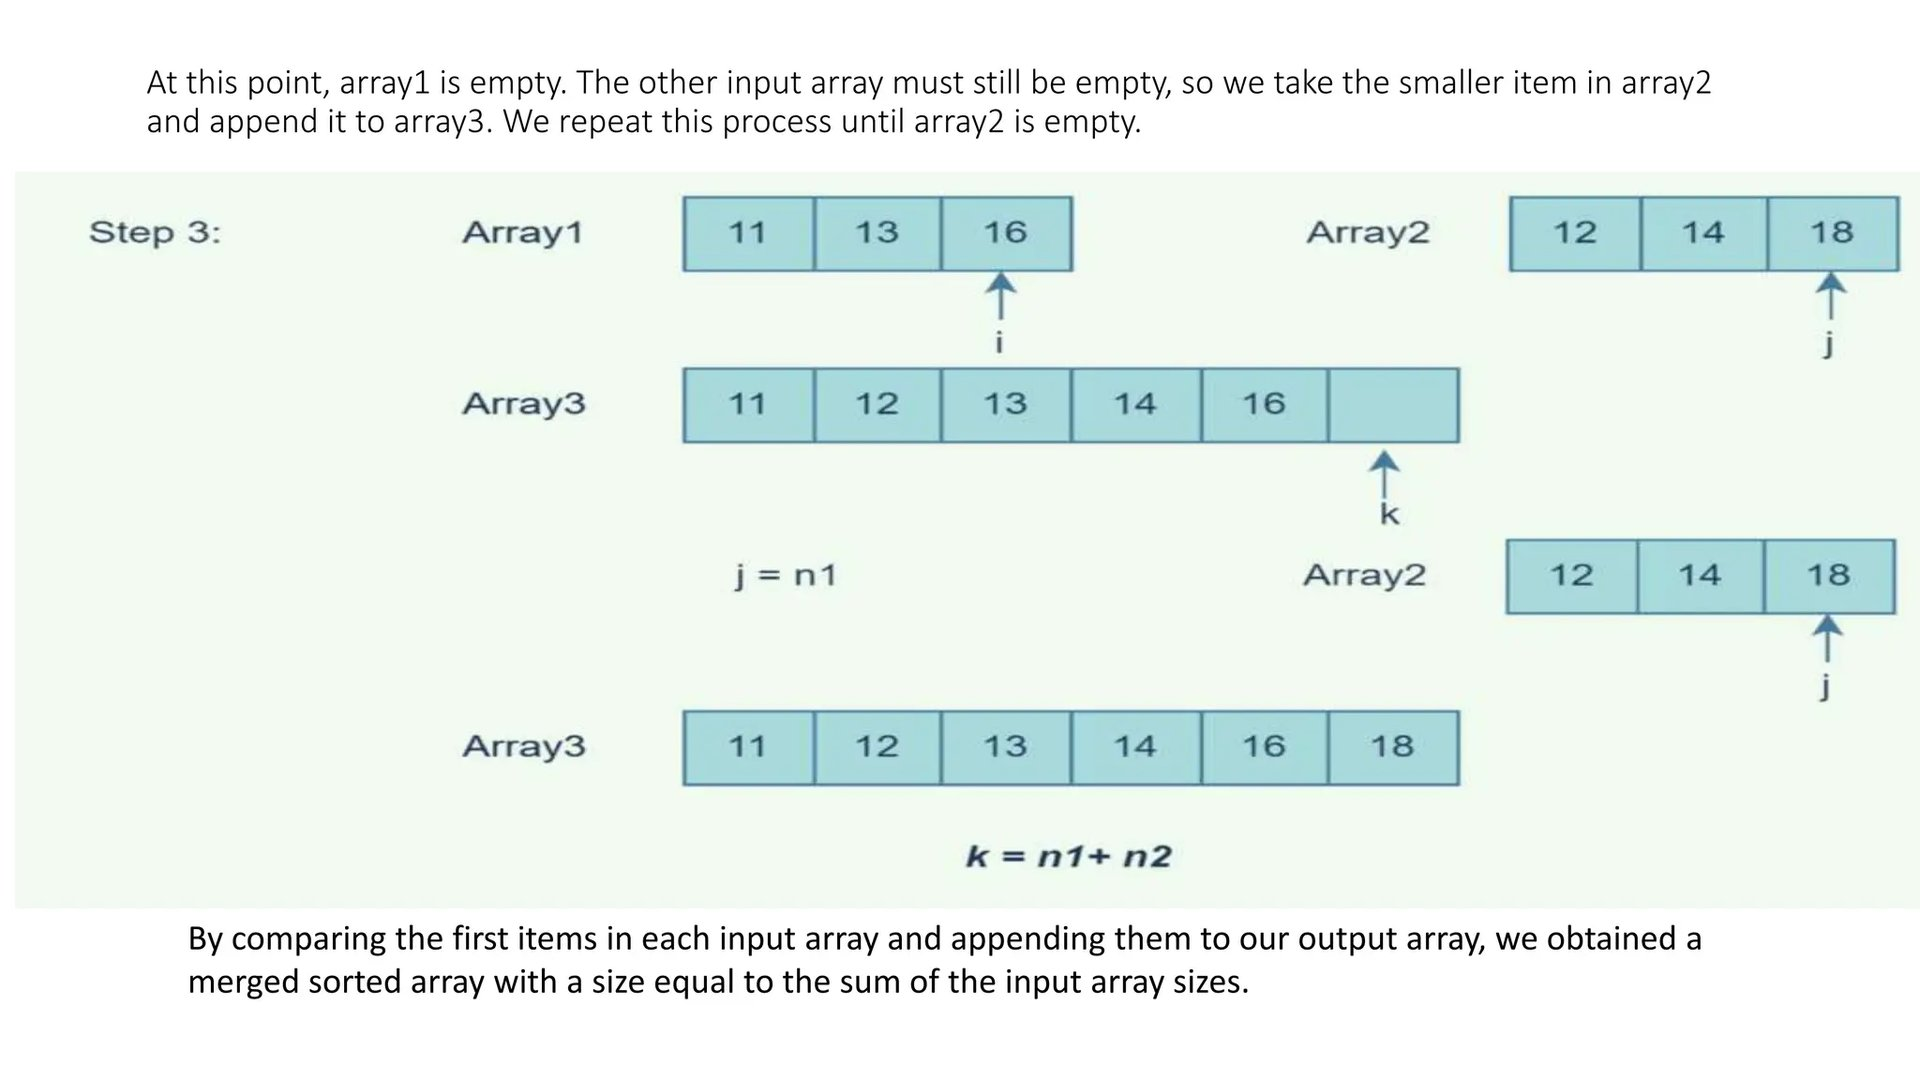 At this point, array1 is empty. The other input array must still be empty, so we take the smaller item in array2
and append it to array3. We repeat this process until array2 is empty.
Step 3: Array1 11 13 16 Array2 12 14 18
i j
Array3 11 12 13 14 16
k
j = n1 Array2 12 14 18
j
Array3 11 12 13 14 16 18
k = n1+ n2
By comparing the first items in each input array and appending them to our output array, we obtained a
merged sorted array with a size equal to the sum of the input array sizes.